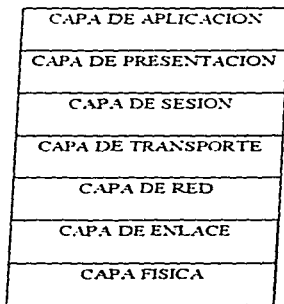 CAPA DE APLICACION
CAPA DE PRESENTACION
CAPA DE SESION
CAPA DE TRANSPORTE
CAPA DE RED
CAPA DE ENLACE
CAPA FISICA